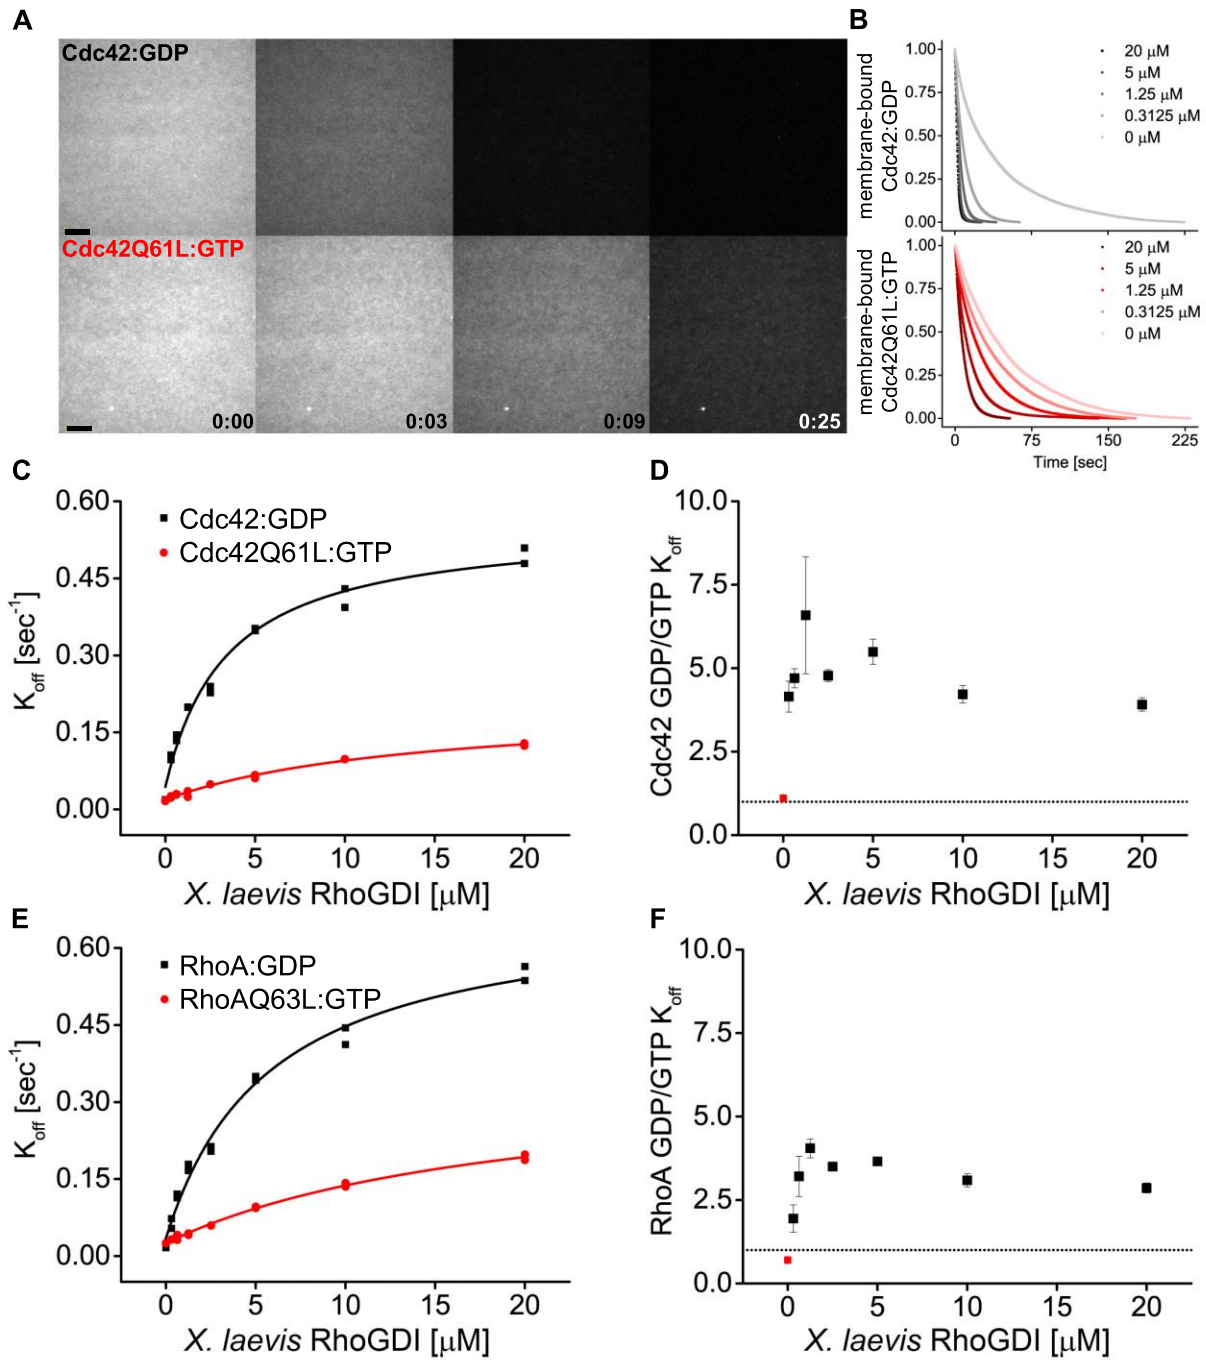 A
Cdc42:GDP
Cdc42Q61L:GTP
0:00
0:03
0:09
0:25
B
membrane-bound
Cdc42:GDP
1.00
0.75
0.50
0.25
0.00
20 μM
5 μM
1.25 μM
0.3125 μM
0 μM
membrane-bound
Cdc42Q61L:GTP
1.00
0.75
0.50
0.25
0.00
20 μM
5 μM
1.25 μM
0.3125 μM
0 μM
0 75 150 225
Time [sec]
C
Koff [sec-1]
0.60
0.45
0.30
0.15
0.00
Cdc42:GDP
Cdc42Q61L:GTP
0 5 10 15 20
X. laevis RhoGDI [μM]
D
Cdc42 GDP/GTP Koff
10.0
7.5
5.0
2.5
0.0
0 5 10 15 20
X. laevis RhoGDI [μM]
E
Koff [sec-1]
0.60
0.45
0.30
0.15
0.00
RhoA:GDP
RhoAQ63L:GTP
0 5 10 15 20
X. laevis RhoGDI [μM]
F
RhoA GDP/GTP Koff
10.0
7.5
5.0
2.5
0.0
0 5 10 15 20
X. laevis RhoGDI [μM]